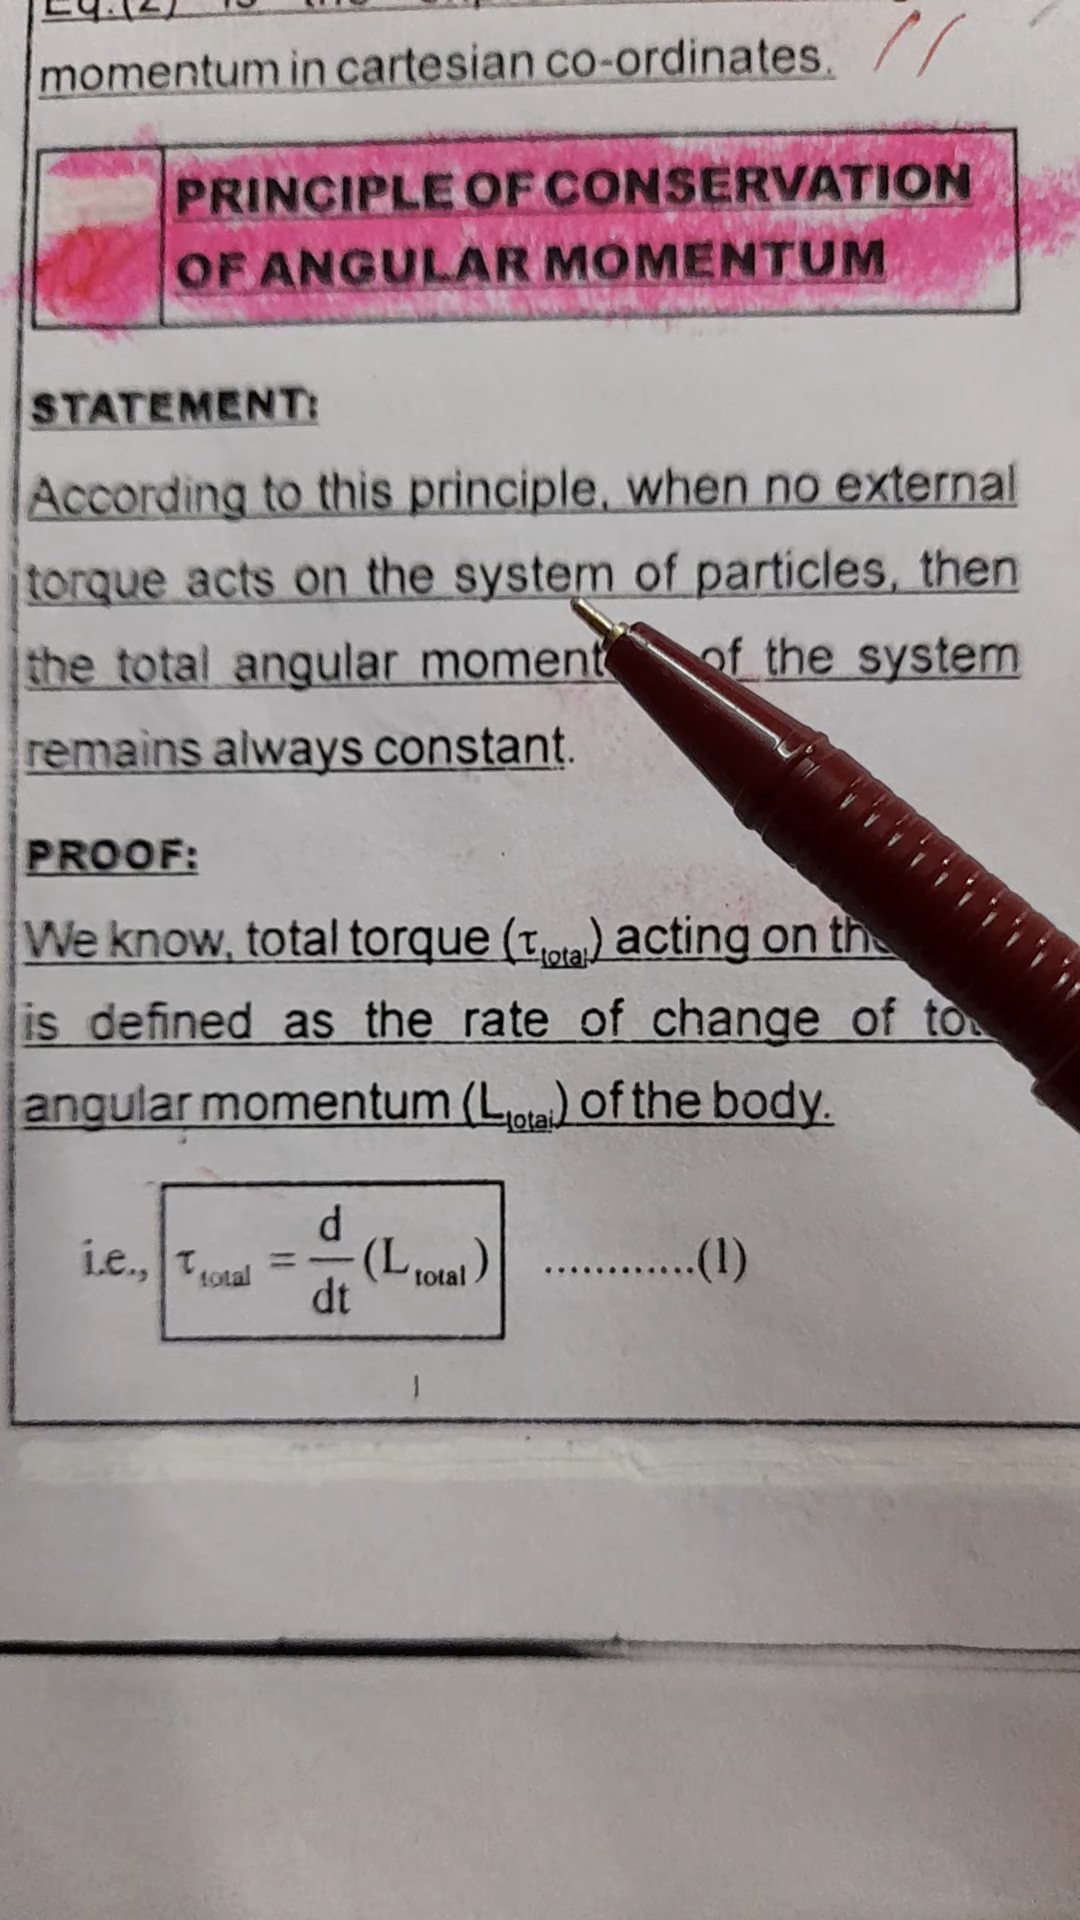 momentum in cartesian co-ordinates.
PRINCIPLE OF CONSERVATION
OF ANGULAR MOMENTUM
STATEMENT:
According to this principle, when no external
torque acts on the system of particles, then
the total angular moment of the system
remains always constant.
PROOF:
We know, total torque (τtotal) acting on the
is defined as the rate of change of
angular momentum (Ltotal) of the body.
i.e., τtotal = d/dt (Ltotal) ............(1)